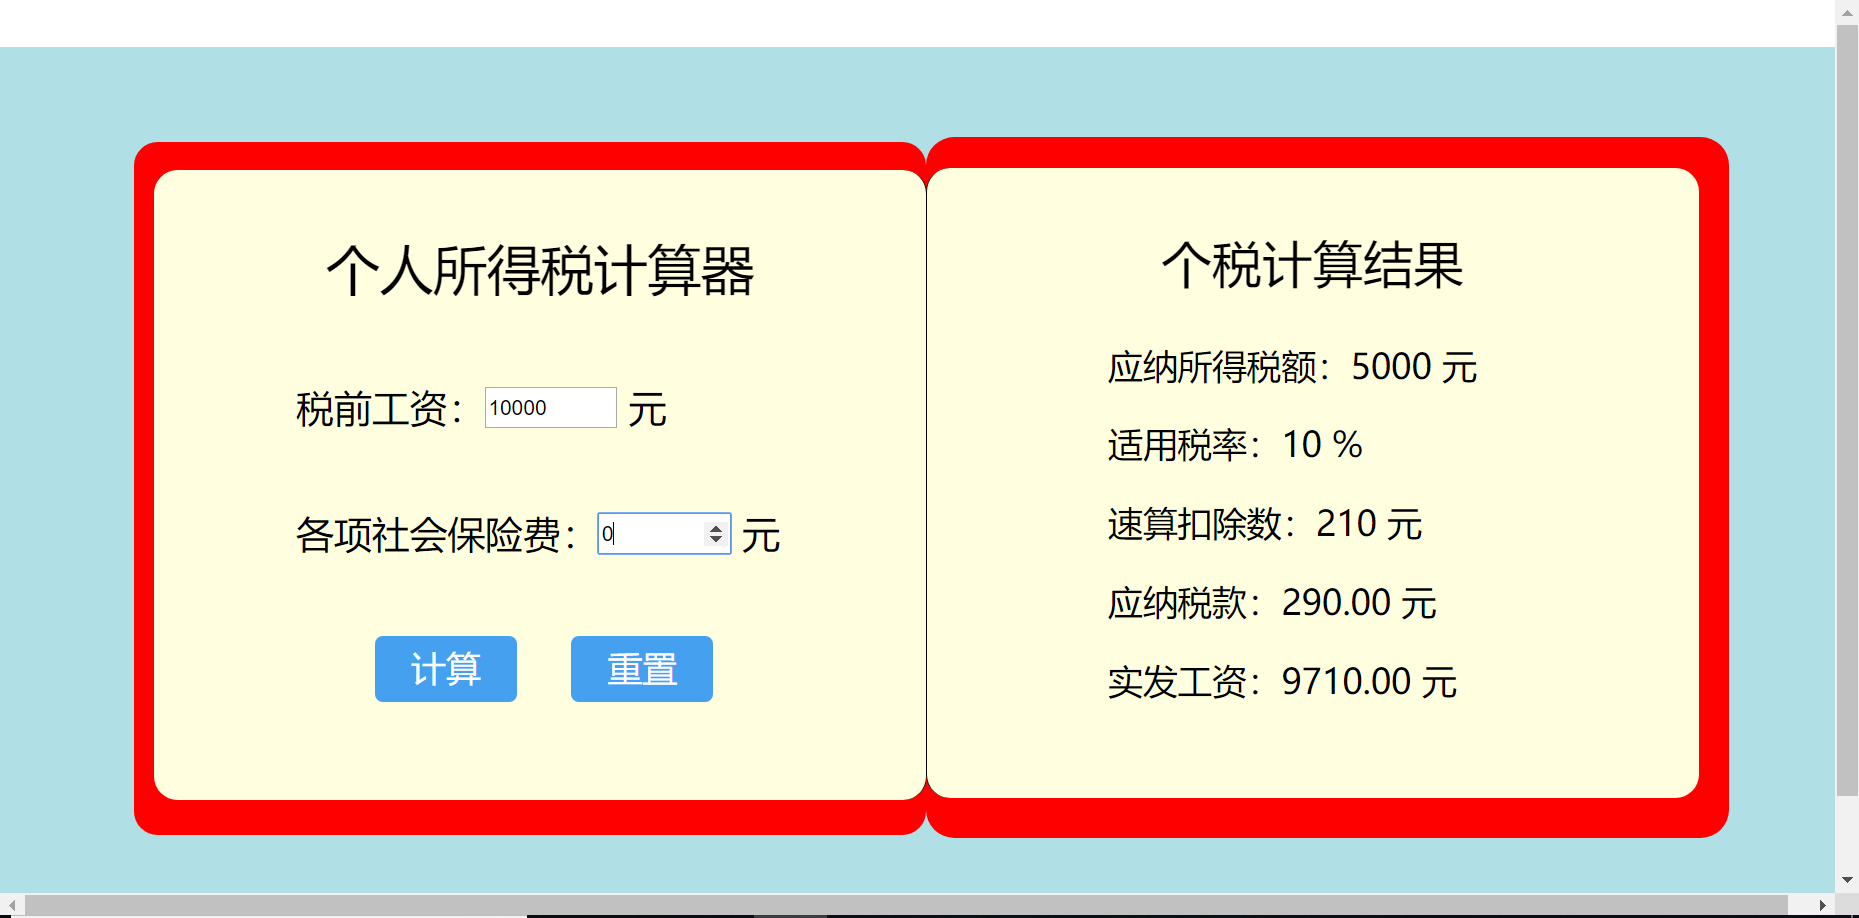 个人所得税计算器
税前工资：10000 元
各项社会保险费：0 元
计算 重置
个税计算结果
应纳所得税额：5000 元
适用税率：10 %
速算扣除数：210 元
应纳税款：290.00 元
实发工资：9710.00 元